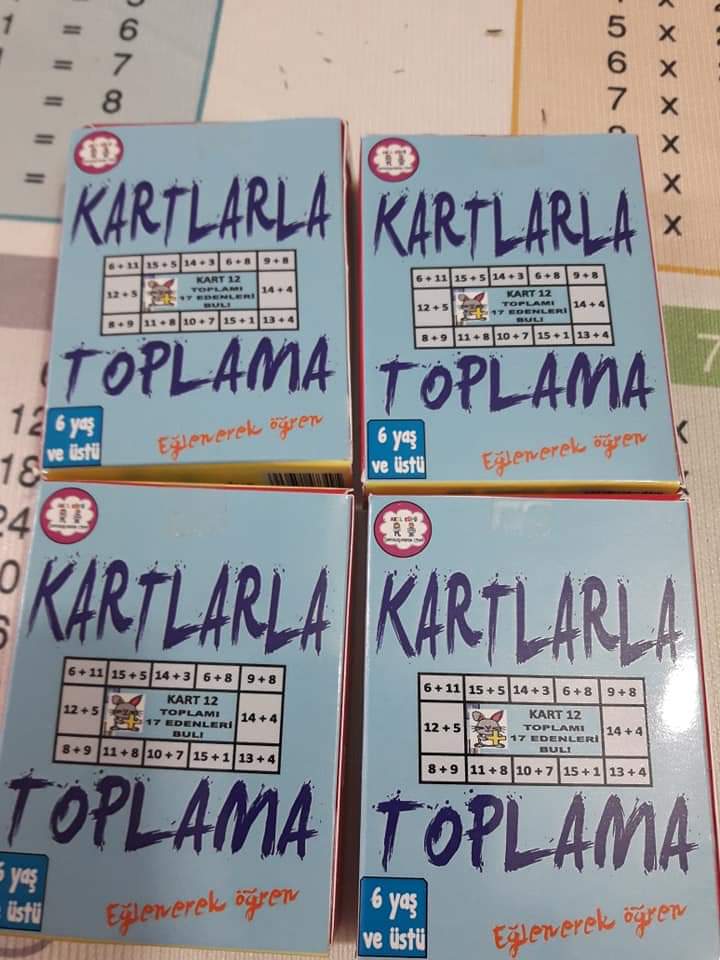 1 = 6
= 7
= 8
=
=
5 x
6 x
7 x
x
x
x
KARTLARLA
6 + 11 15 + 5 14 + 3 6 + 8 9 + 8
12 + 5 KART 12 14 + 4
TOPLAMI
17 EDENLERİ
BUL!
8 + 9 11 + 8 10 + 7 15 + 1 13 + 4
TOPLAMA
6 yaş
ve üstü
Eğlenerek öğren
KARTLARLA
6 + 11 15 + 5 14 + 3 6 + 8 9 + 8
12 + 5 KART 12 14 + 4
TOPLAMI
17 EDENLERİ
BUL!
8 + 9 11 + 8 10 + 7 15 + 1 13 + 4
TOPLAMA
6 yaş
ve üstü
Eğlenerek öğren
7
12
18
24
0
6
KARTLARLA
6 + 11 15 + 5 14 + 3 6 + 8 9 + 8
12 + 5 KART 12 14 + 4
TOPLAMI
17 EDENLERİ
BUL!
8 + 9 11 + 8 10 + 7 15 + 1 13 + 4
TOPLAMA
6 yaş
üstü
Eğlenerek öğren
KARTLARLA
6 + 11 15 + 5 14 + 3 6 + 8 9 + 8
12 + 5 KART 12 14 + 4
TOPLAMI
17 EDENLERİ
BUL!
8 + 9 11 + 8 10 + 7 15 + 1 13 + 4
TOPLAMA
6 yaş
ve üstü
Eğlenerek öğren